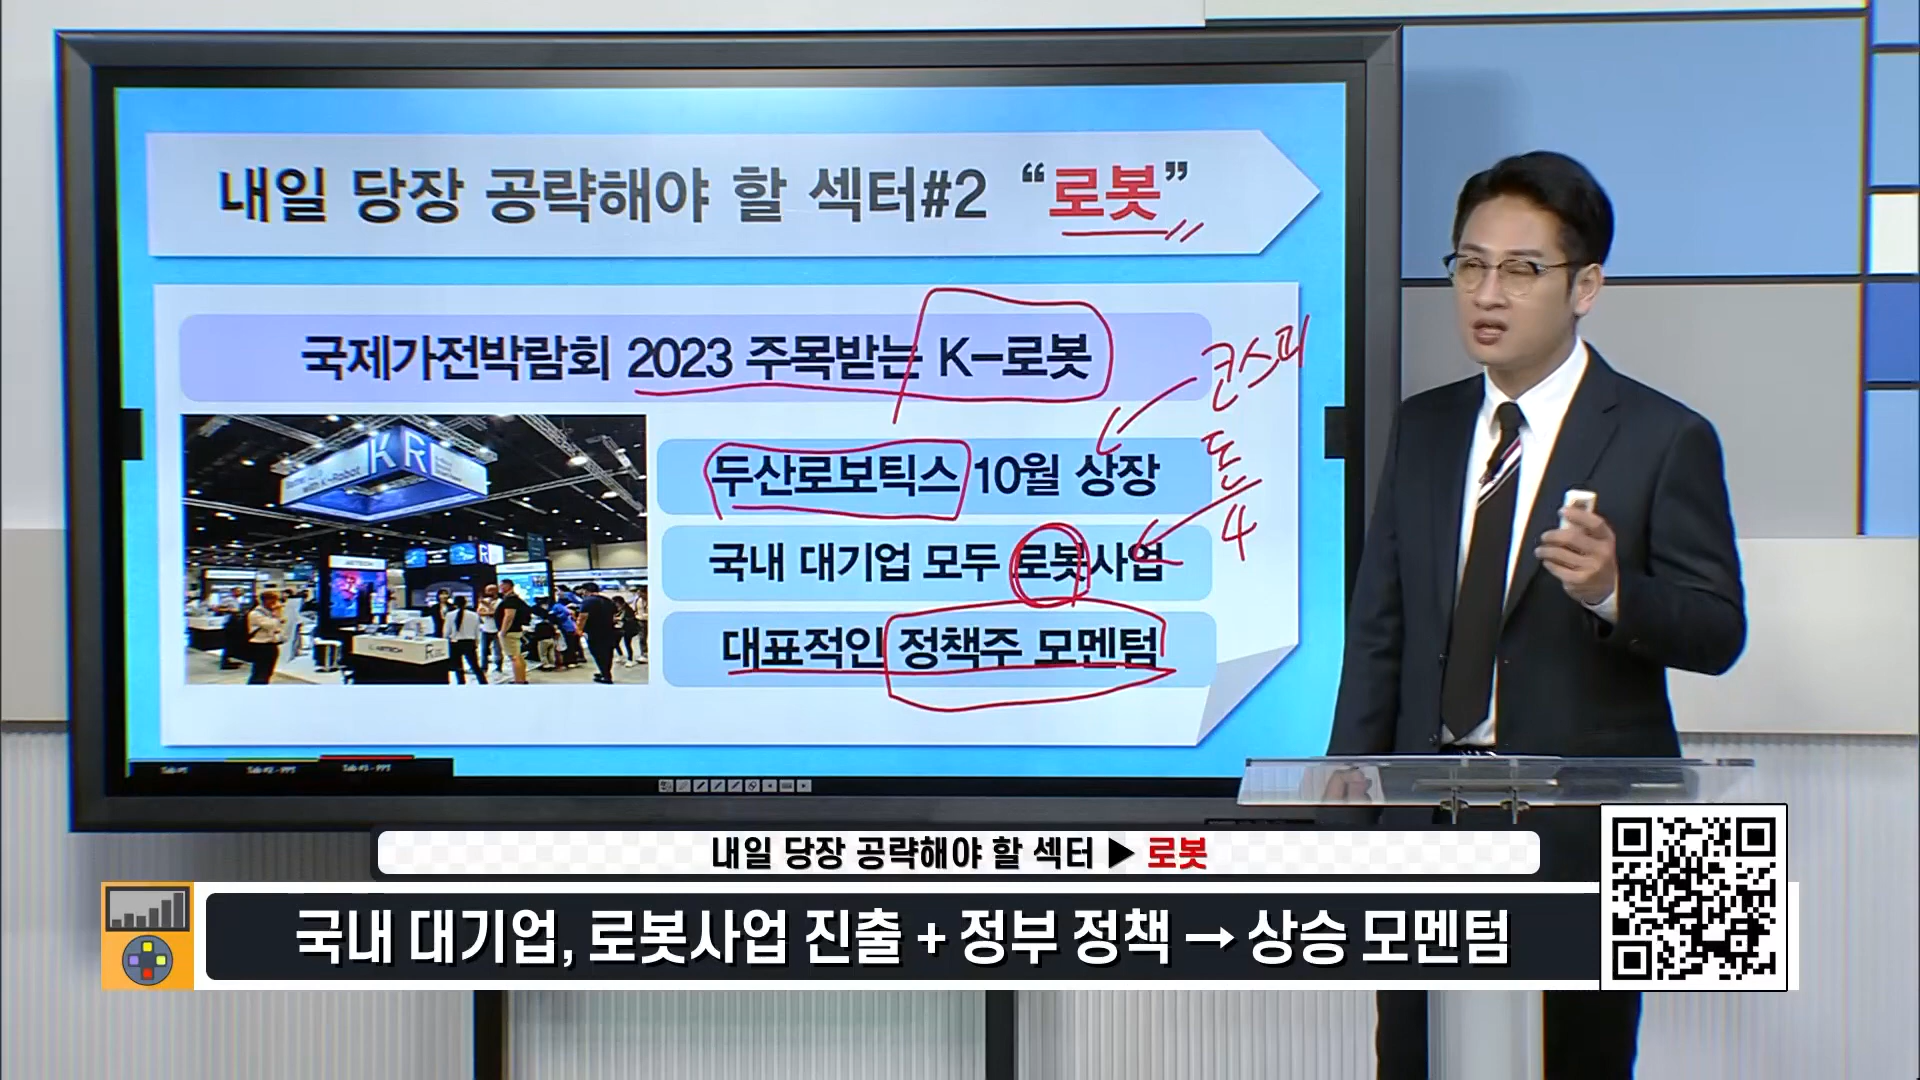 내일 당장 공략해야 할 섹터#2 “로봇”
국제가전박람회 2023 주목받는 K-로봇
코스피
두산로보틱스 10월 상장
국내 대기업 모두 로봇사업
4
대표적인 정책주 모멘텀
with K-Robot
KR
내일 당장 공략해야 할 섹터 ▶ 로봇
국내 대기업, 로봇사업 진출 + 정부 정책 → 상승 모멘텀